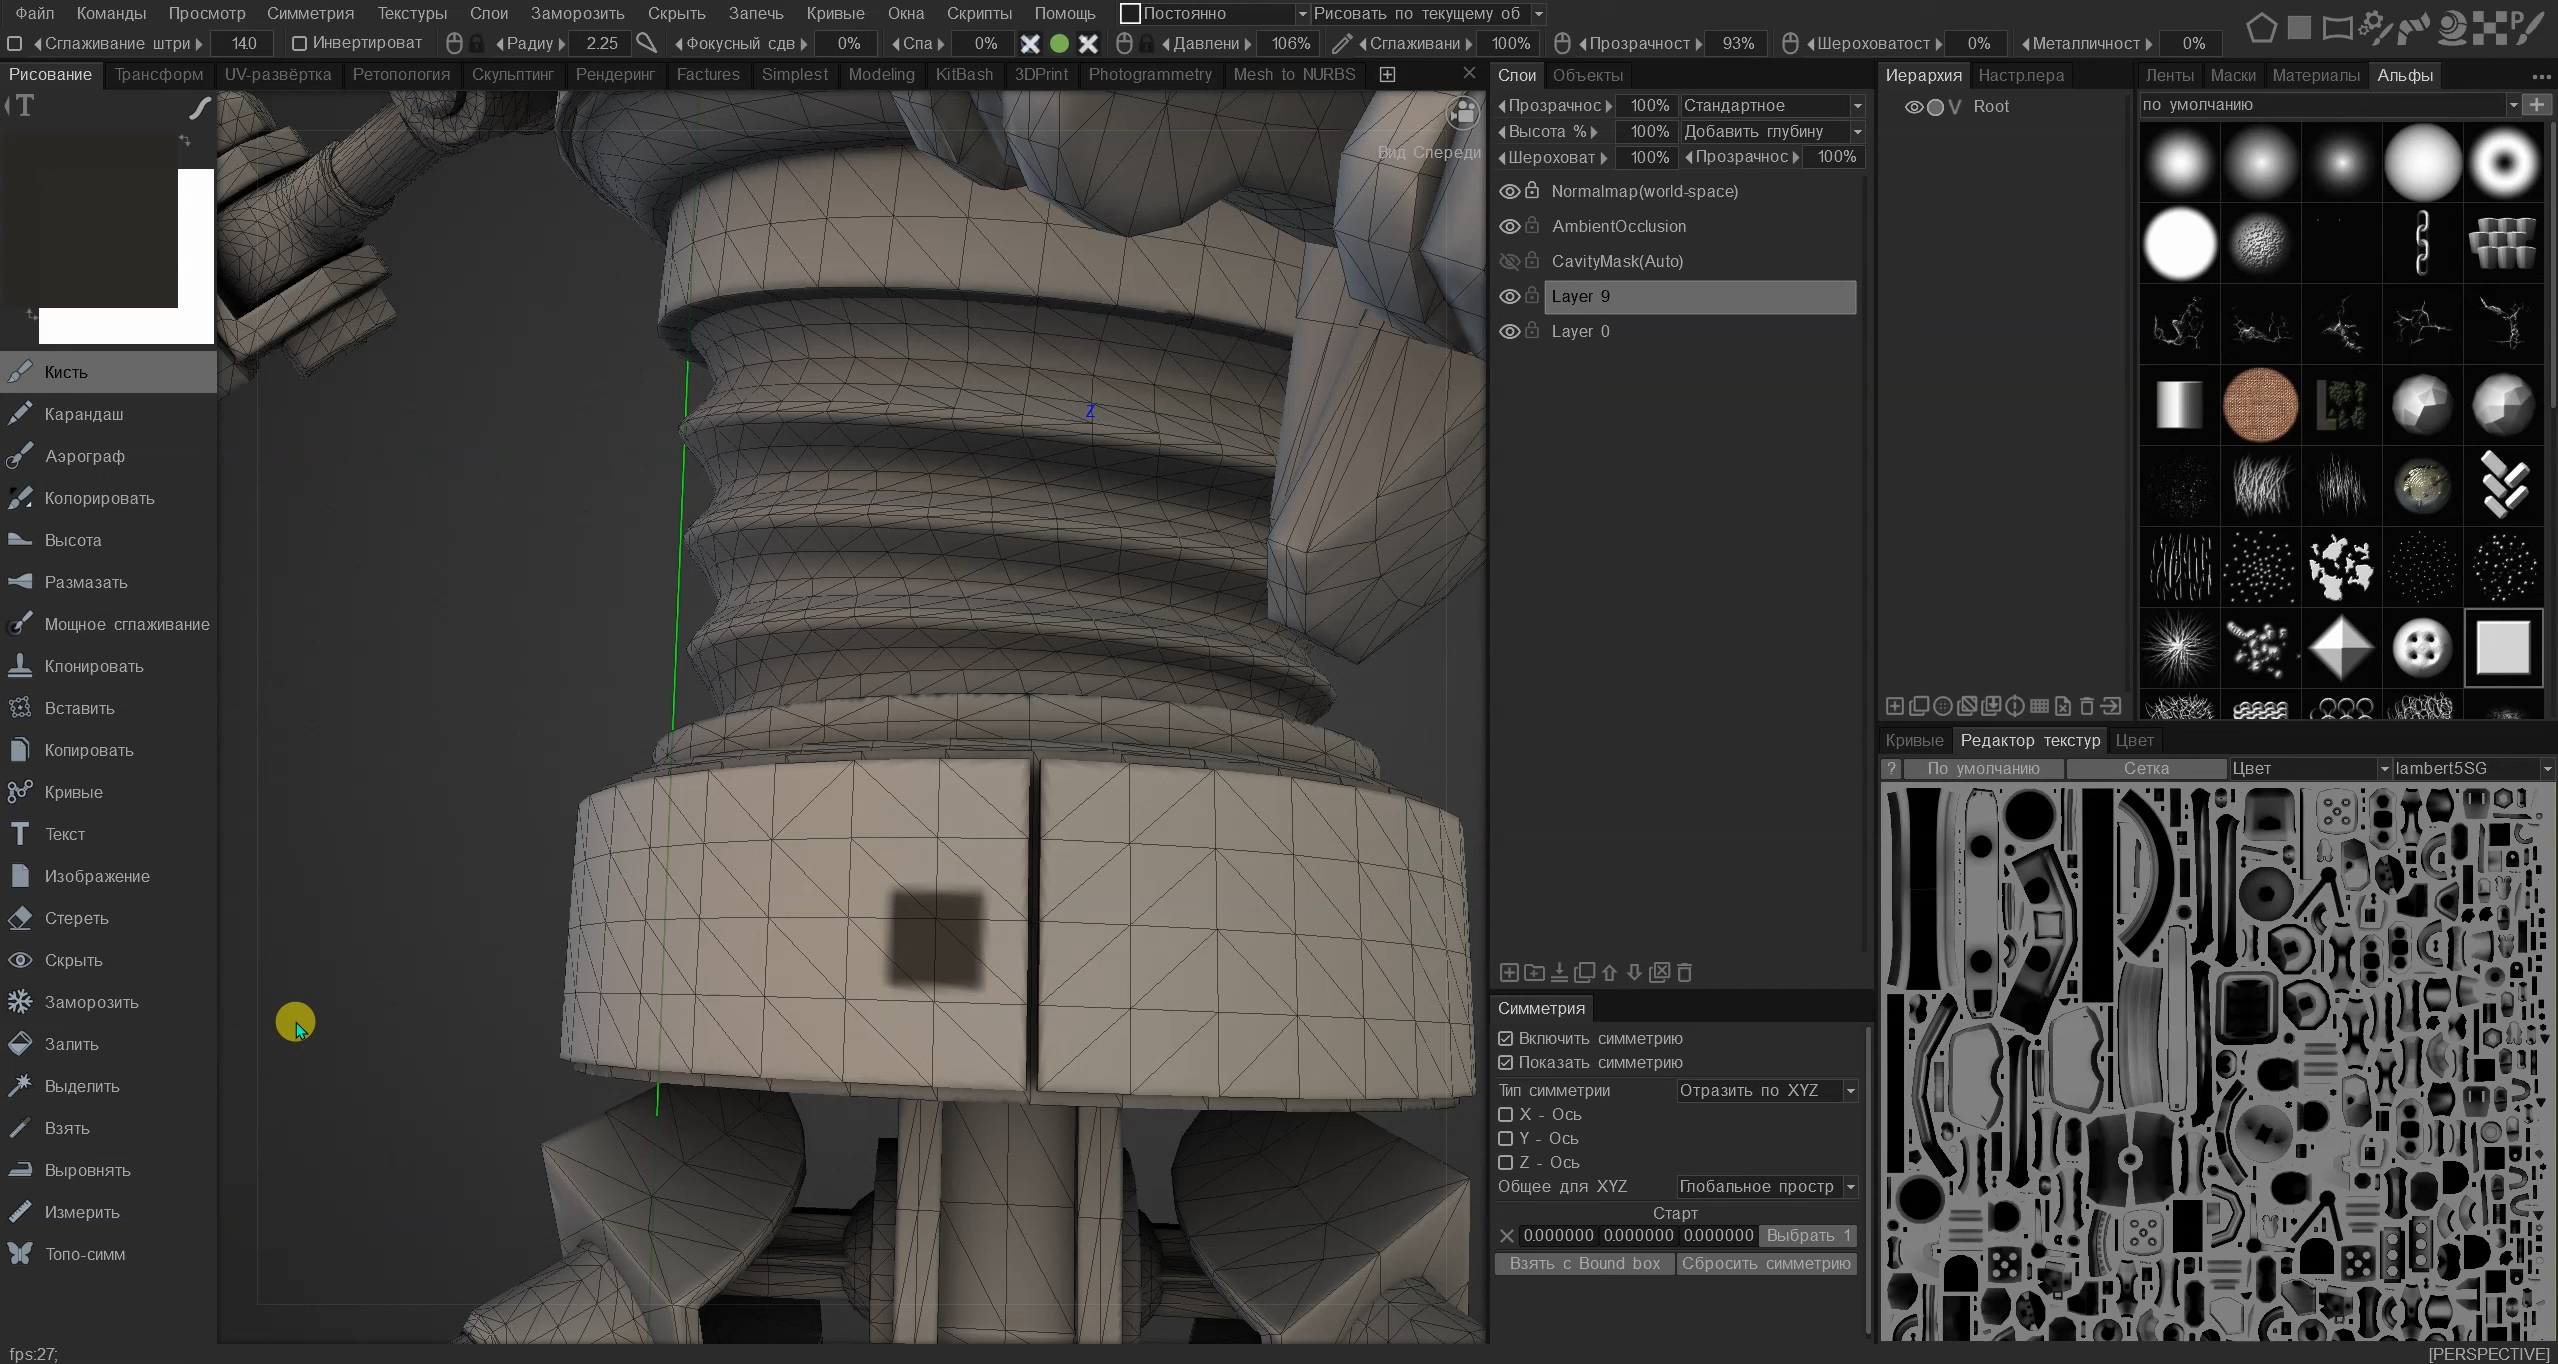 Файл Команды Просмотр Симметрия Текстуры Слои Заморозить Скрыть Запечь Кривые Окна Скрипты Помощь Постоянно Рисовать по текущему об
Сглаживание штри 14.0 Инвертироват Радиу 2.25 Фокусный сдв 0% Спа 0% Давлени 106% Сглаживани 100% Прозрачност 93% Шероховатост 0% Металличност 0%
Рисование Трансформ UV-развёртка Ретопология Скульптинг Рендеринг Factures Simplest Modeling KitBash 3DPrint Photogrammetry Mesh to NURBS
T
Вид Спереди
Z
Кисть
Карандаш
Аэрограф
Колорировать
Высота
Размазать
Мощное сглаживание
Клонировать
Вставить
Копировать
Кривые
Текст
Изображение
Стереть
Скрыть
Заморозить
Залить
Выделить
Взять
Выровнять
Измерить
Топо-симм
fps:27;
[PERSPECTIVE]
Слои Объекты
Прозрачнос 100% Стандартное
Высота % 100% Добавить глубину
Шероховат 100% Прозрачнос 100%
Normalmap(world-space)
AmbientOcclusion
CavityMask(Auto)
Layer 9
Layer 0
Симметрия
Включить симметрию
Показать симметрию
Тип симметрии Отразить по XYZ
X - Ось
Y - Ось
Z - Ось
Общее для XYZ Глобальное простр
Старт
0.000000 0.000000 0.000000 Выбрать 1
Взять с Bound box Сбросить симметрию
Иерархия Настр.пера
V Root
Ленты Маски Материалы Альфы
по умолчанию
Кривые Редактор текстур Цвет
? По умолчанию Сетка Цвет lambert5SG